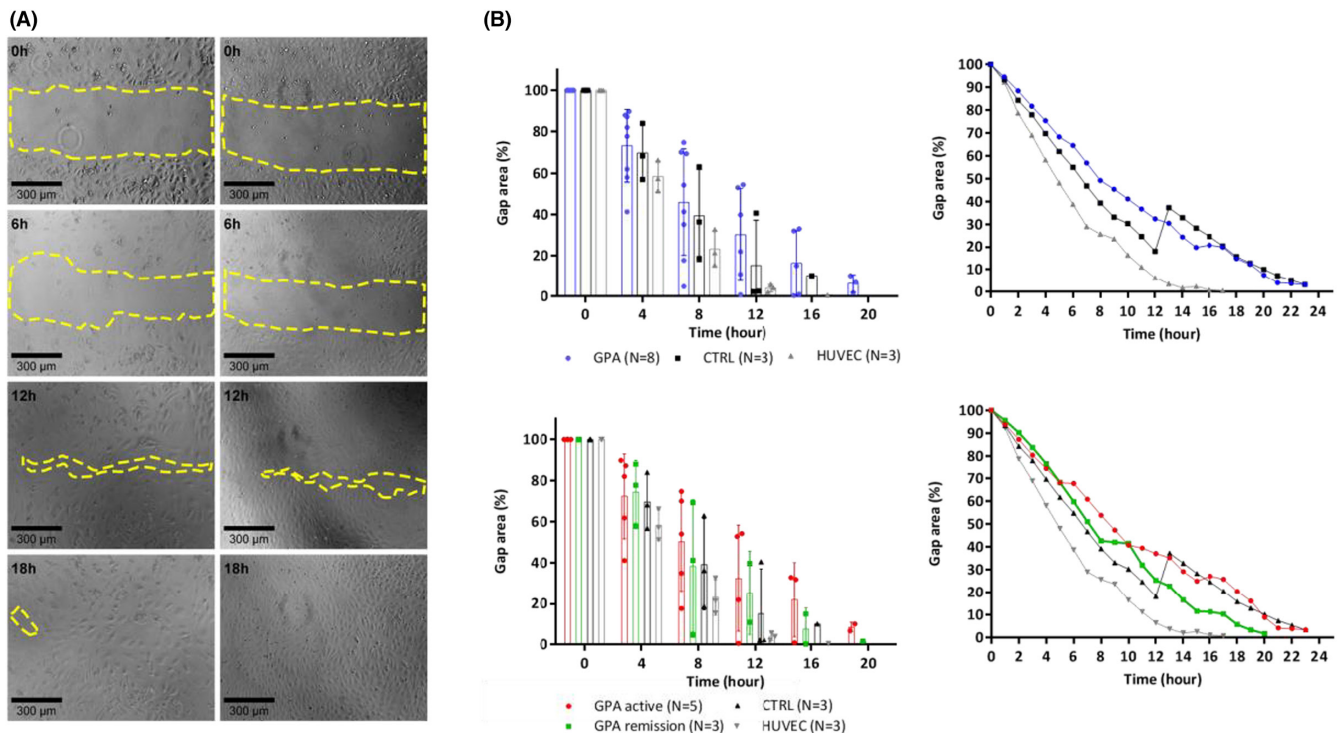 (A)
0h
300 µm
0h
300 µm
6h
300 µm
6h
300 µm
12h
300 µm
12h
300 µm
18h
300 µm
18h
300 µm
(B)
Gap area (%)
100
80
60
40
20
0
0 4 8 12 16 20
Time (hour)
GPA (N=8) CTRL (N=3) HUVEC (N=3)
Gap area (%)
100
90
80
70
60
50
40
30
20
10
0
0 2 4 6 8 10 12 14 16 18 20 22 24
Time (hour)
Gap area (%)
100
80
60
40
20
0
0 4 8 12 16 20
Time (hour)
GPA active (N=5) CTRL (N=3)
GPA remission (N=3) HUVEC (N=3)
Gap area (%)
100
90
80
70
60
50
40
30
20
10
0
0 2 4 6 8 10 12 14 16 18 20 22 24
Time (hour)